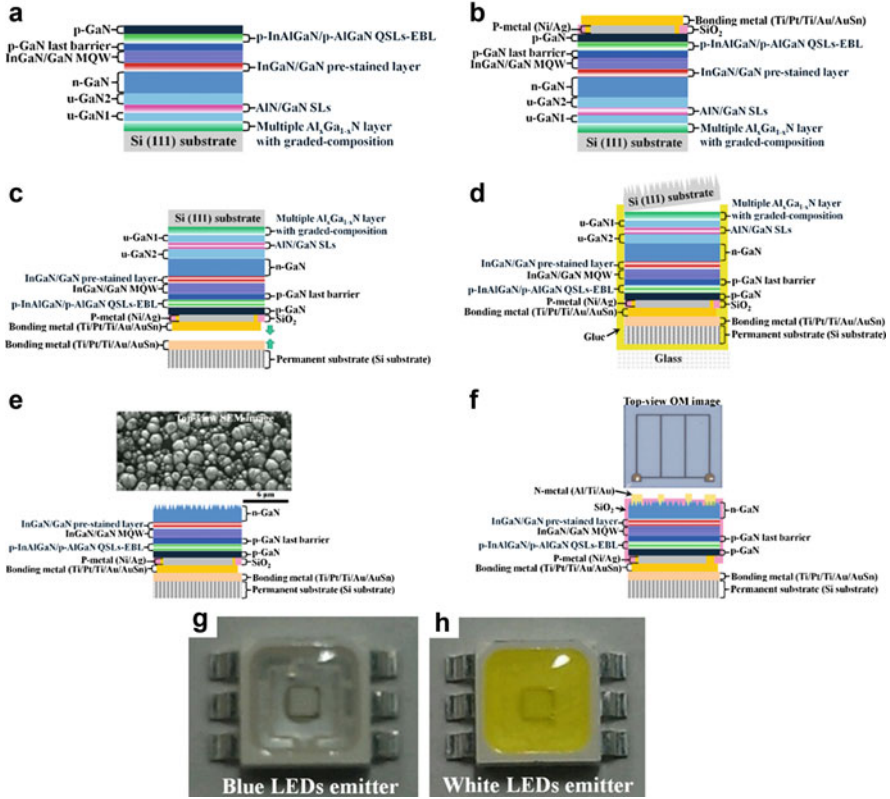 a
p-GaN
p-InAlGaN/p-AlGaN QSLs-EBL
p-GaN last barrier
InGaN/GaN MQW
InGaN/GaN pre-stained layer
n-GaN
u-GaN2
AlN/GaN SLs
u-GaN1
Multiple AlxGa1-xN layer
with graded-composition
Si (111) substrate
b
Bonding metal (Ti/Pt/Ti/Au/AuSn)
P-metal (Ni/Ag)
SiO2
p-GaN
p-InAlGaN/p-AlGaN QSLs-EBL
p-GaN last barrier
InGaN/GaN MQW
InGaN/GaN pre-stained layer
n-GaN
u-GaN2
AlN/GaN SLs
u-GaN1
Multiple AlxGa1-xN layer
with graded-composition
Si (111) substrate
c
Si (111) substrate
Multiple AlxGa1-xN layer
with graded-composition
u-GaN1
AlN/GaN SLs
u-GaN2
n-GaN
InGaN/GaN pre-stained layer
InGaN/GaN MQW
p-GaN last barrier
p-InAlGaN/p-AlGaN QSLs-EBL
p-GaN
P-metal (Ni/Ag)
SiO2
Bonding metal (Ti/Pt/Ti/Au/AuSn)
Bonding metal (Ti/Pt/Ti/Au/AuSn)
Permanent substrate (Si substrate)
d
Si (111) substrate
Multiple AlxGa1-xN layer
with graded-composition
u-GaN1
AlN/GaN SLs
u-GaN2
n-GaN
InGaN/GaN pre-stained layer
InGaN/GaN MQW
p-GaN last barrier
p-InAlGaN/p-AlGaN QSLs-EBL
p-GaN
P-metal (Ni/Ag)
SiO2
Bonding metal (Ti/Pt/Ti/Au/AuSn)
Bonding metal (Ti/Pt/Ti/Au/AuSn)
Permanent substrate (Si substrate)
Glue
Glass
e
Top-view SEM image
6 μm
n-GaN
InGaN/GaN pre-stained layer
InGaN/GaN MQW
p-GaN last barrier
p-InAlGaN/p-AlGaN QSLs-EBL
p-GaN
P-metal (Ni/Ag)
SiO2
Bonding metal (Ti/Pt/Ti/Au/AuSn)
Bonding metal (Ti/Pt/Ti/Au/AuSn)
Permanent substrate (Si substrate)
f
Top-view OM image
N-metal (Al/Ti/Au)
SiO2
n-GaN
InGaN/GaN pre-stained layer
InGaN/GaN MQW
p-GaN last barrier
p-InAlGaN/p-AlGaN QSLs-EBL
p-GaN
P-metal (Ni/Ag)
Bonding metal (Ti/Pt/Ti/Au/AuSn)
Bonding metal (Ti/Pt/Ti/Au/AuSn)
Permanent substrate (Si substrate)
g
Blue LEDs emitter
h
White LEDs emitter